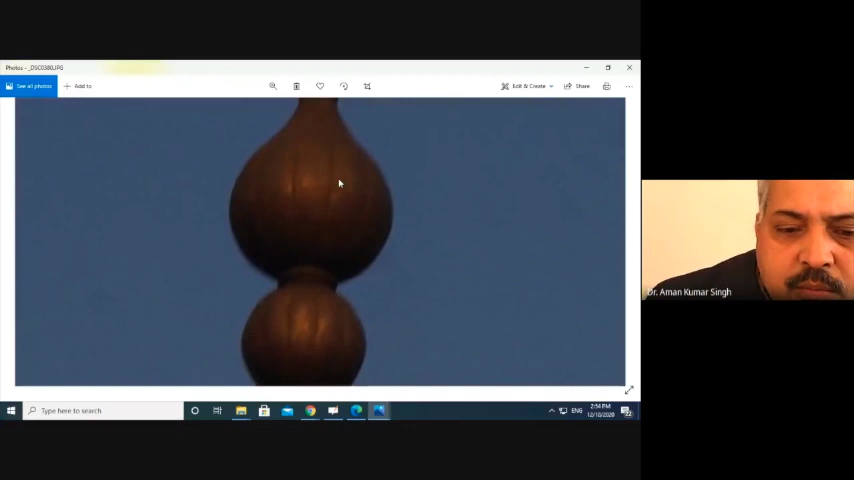 Photos - _DSC0380.JPG
See all photos
Add to
Edit & Create
Share
Dr. Aman Kumar Singh
Type here to search
ENG
2:54 PM
12/10/2020
22